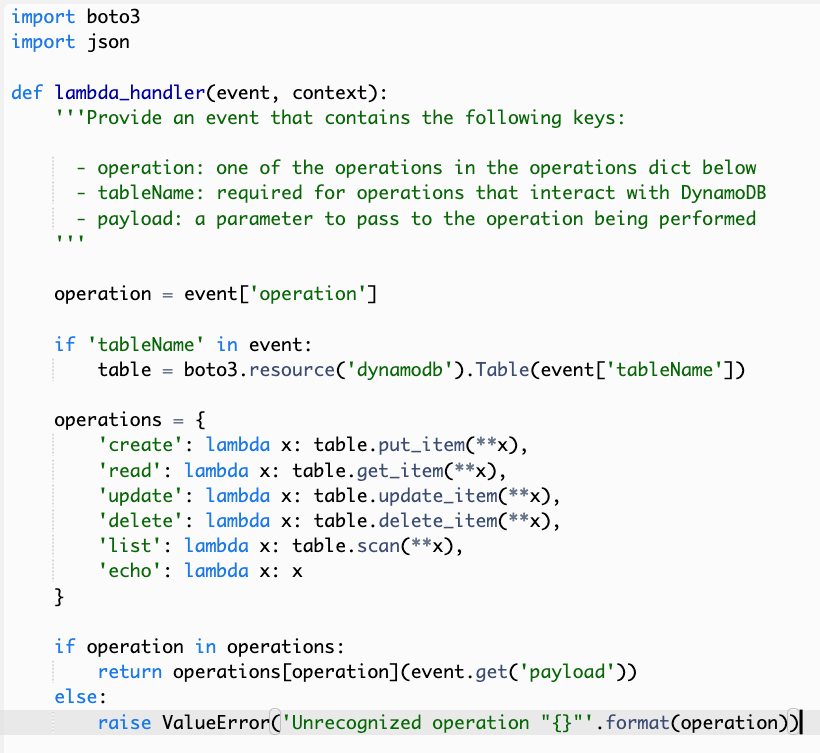 import boto3
import json

def lambda_handler(event, context):
    '''Provide an event that contains the following keys:

      - operation: one of the operations in the operations dict below
      - tableName: required for operations that interact with DynamoDB
      - payload: a parameter to pass to the operation being performed
    '''

    operation = event['operation']

    if 'tableName' in event:
        table = boto3.resource('dynamodb').Table(event['tableName'])

    operations = {
        'create': lambda x: table.put_item(**x),
        'read': lambda x: table.get_item(**x),
        'update': lambda x: table.update_item(**x),
        'delete': lambda x: table.delete_item(**x),
        'list': lambda x: table.scan(**x),
        'echo': lambda x: x
    }

    if operation in operations:
        return operations[operation](event.get('payload'))
    else:
        raise ValueError('Unrecognized operation "{}"'.format(operation))